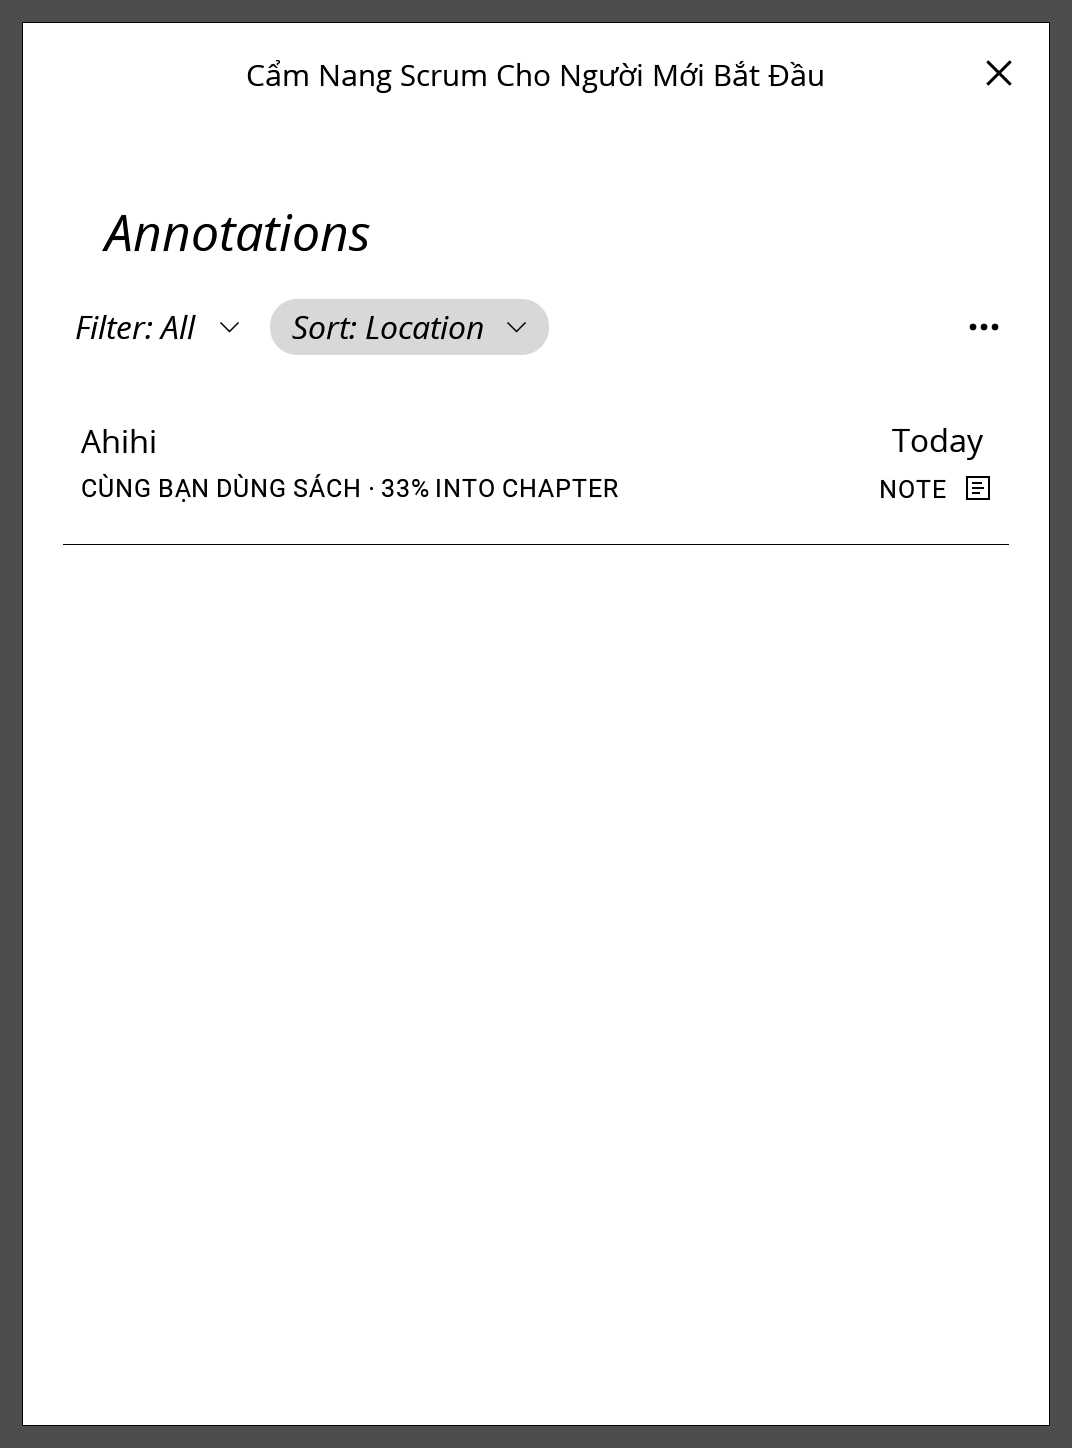 Cẩm Nang Scrum Cho Người Mới Bắt Đầu
Annotations
Filter: All Sort: Location
Ahihi Today
CÙNG BẠN DÙNG SÁCH · 33% INTO CHAPTER NOTE